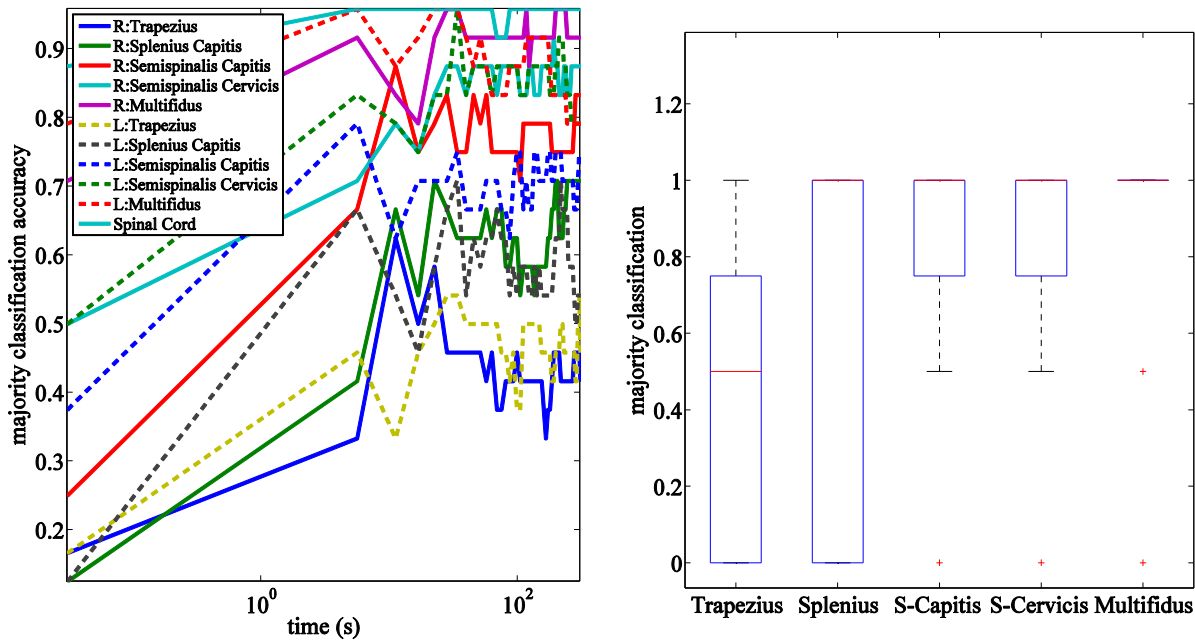 R:Trapezius
R:Splenius Capitis
R:Semispinalis Capitis
R:Semispinalis Cervicis
R:Multifidus
L:Trapezius
L:Splenius Capitis
L:Semispinalis Capitis
L:Semispinalis Cervicis
L:Multifidus
Spinal Cord
0.9
0.8
0.7
0.6
0.5
0.4
0.3
0.2
majority classification accuracy
10^0
10^2
time (s)
1.2
1
0.8
0.6
0.4
0.2
0
majority classification
Trapezius Splenius S-Capitis S-Cervicis Multifidus